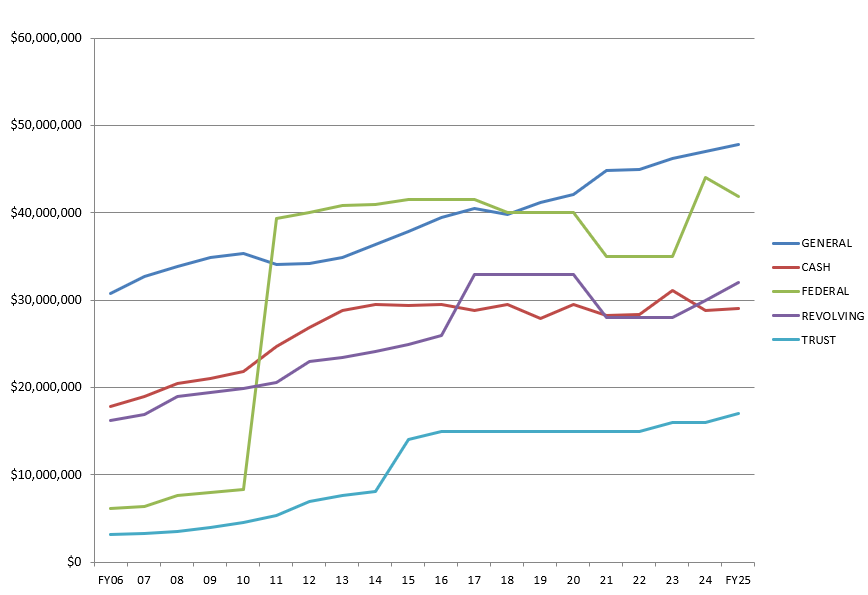 $60,000,000
$50,000,000
$40,000,000
$30,000,000
$20,000,000
$10,000,000
$0
FY06 07 08 09 10 11 12 13 14 15 16 17 18 19 20 21 22 23 24 FY25
GENERAL
CASH
FEDERAL
REVOLVING
TRUST